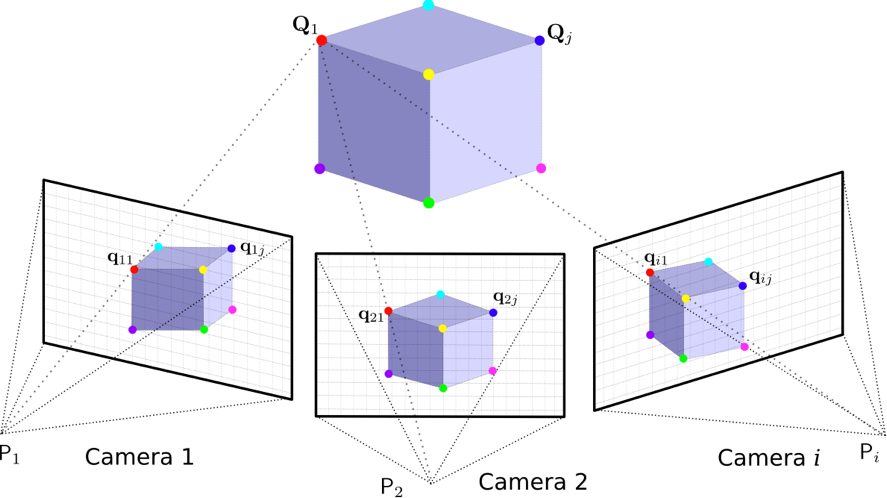 Q₁
Qⱼ
q₁₁
q₁ⱼ
q₂₁
q₂ⱼ
qᵢ₁
qᵢⱼ
P₁
Camera 1
P₂
Camera 2
Camera i
Pᵢ